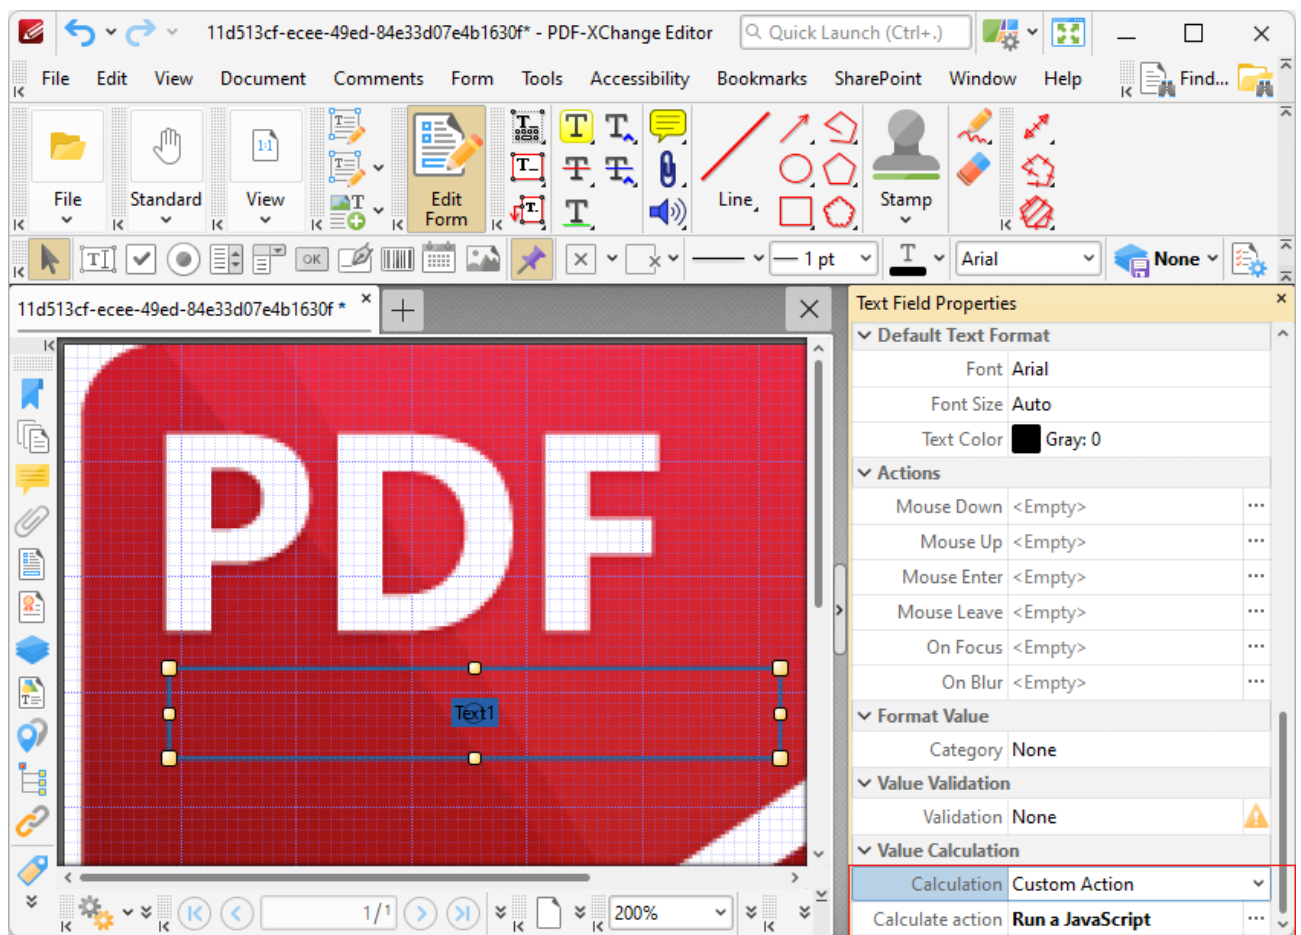 11d513cf-ecee-49ed-84e33d07e4b1630f* - PDF-XChange Editor
Quick Launch (Ctrl+.)
File Edit View Document Comments Form Tools Accessibility Bookmarks SharePoint Window Help Find...
File Standard 1:1 View Edit Form Line Stamp
OK 1 pt T Arial None
11d513cf-ecee-49ed-84e33d07e4b1630f *
Text Field Properties
Default Text Format
Font Arial
Font Size Auto
Text Color Gray: 0
Actions
Mouse Down <Empty> ...
Mouse Up <Empty> ...
Mouse Enter <Empty> ...
Mouse Leave <Empty> ...
On Focus <Empty> ...
On Blur <Empty> ...
Format Value
Category None
Value Validation
Validation None
Value Calculation
Calculation Custom Action
Calculate action Run a JavaScript ...
PDF
Text1
1/1
200%